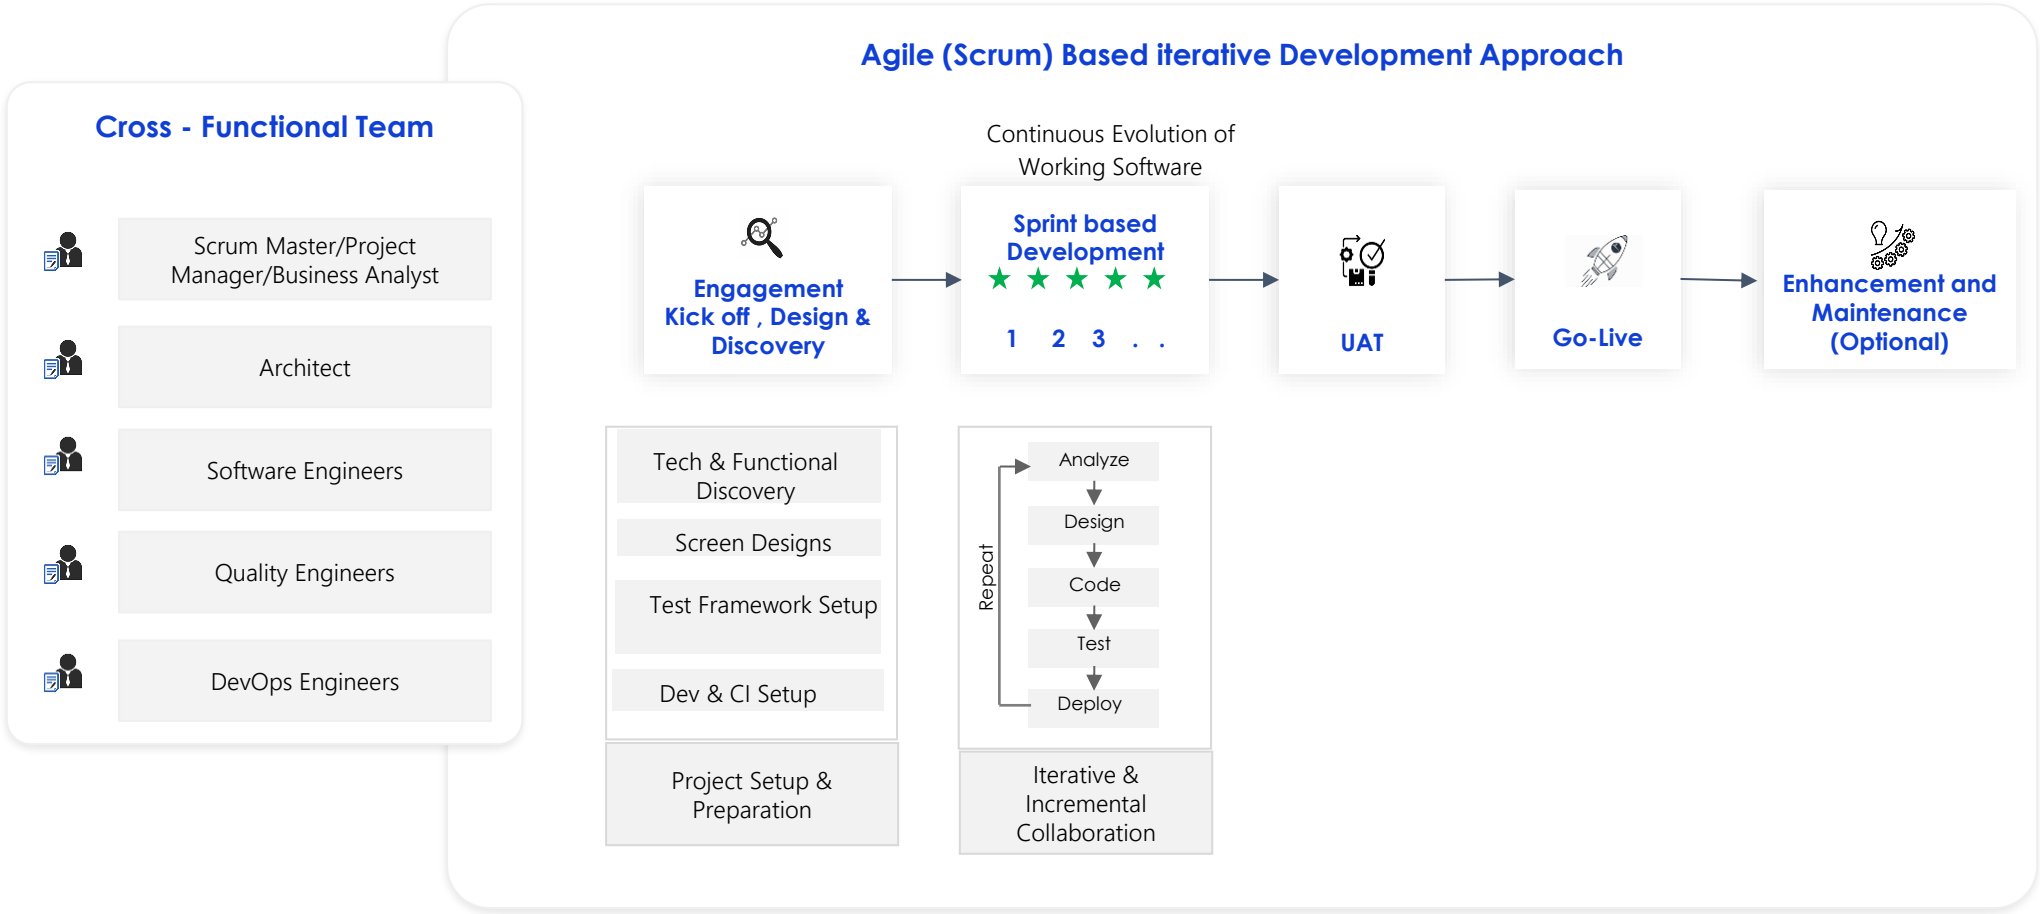 Agile (Scrum) Based iterative Development Approach
Cross - Functional Team
Scrum Master/Project
Manager/Business Analyst
Architect
Software Engineers
Quality Engineers
DevOps Engineers
Continuous Evolution of
Working Software
Engagement
Kick off , Design &
Discovery
Sprint based
Development
1 2 3 . .
UAT
Go-Live
Enhancement and
Maintenance
(Optional)
Tech & Functional
Discovery
Screen Designs
Test Framework Setup
Dev & CI Setup
Project Setup &
Preparation
Repeat
Analyze
Design
Code
Test
Deploy
Iterative &
Incremental
Collaboration